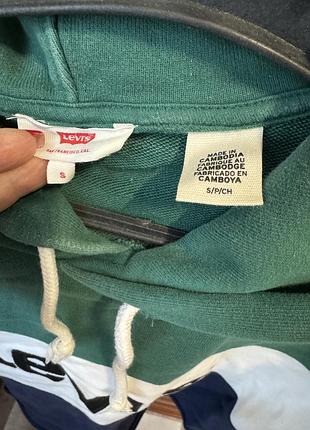 Levi's
SAN FRANCISCO, CAL.
S
MADE IN
CAMBODIA
FABRIQUÉ AU
CAMBODGE
FABRICADO EN
CAMBOYA
S/P/CH